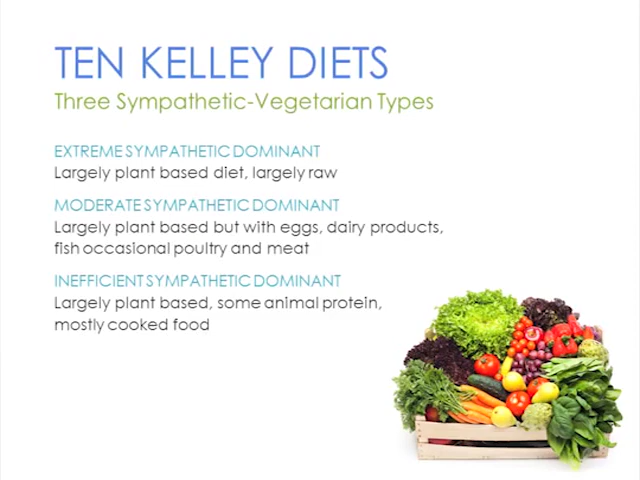 TEN KELLEY DIETS
Three Sympathetic-Vegetarian Types
EXTREME SYMPATHETIC DOMINANT
Largely plant based diet, largely raw
MODERATE SYMPATHETIC DOMINANT
Largely plant based but with eggs, dairy products,
fish occasional poultry and meat
INEFFICIENT SYMPATHETIC DOMINANT
Largely plant based, some animal protein,
mostly cooked food